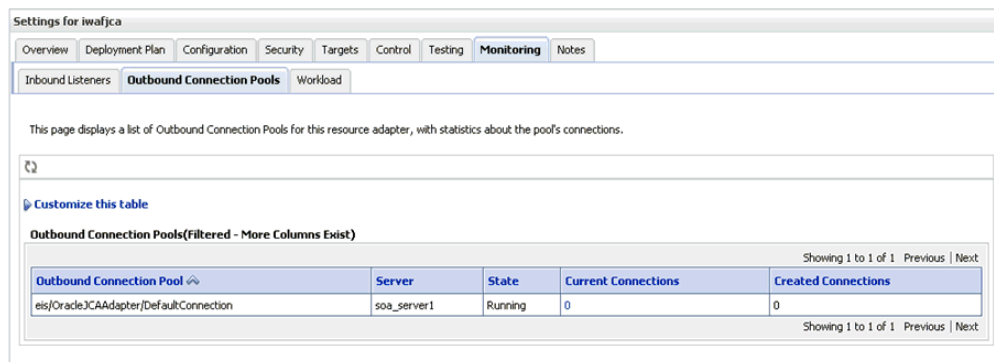 Settings for iwafjca
Overview Deployment Plan Configuration Security Targets Control Testing Monitoring Notes
Inbound Listeners Outbound Connection Pools Workload
This page displays a list of Outbound Connection Pools for this resource adapter, with statistics about the pool's connections.
Customize this table
Outbound Connection Pools(Filtered - More Columns Exist)
Showing 1 to 1 of 1 Previous | Next
Outbound Connection Pool Server State Current Connections Created Connections
eis/OracleJCAAdapter/DefaultConnection soa_server1 Running 0 0
Showing 1 to 1 of 1 Previous | Next